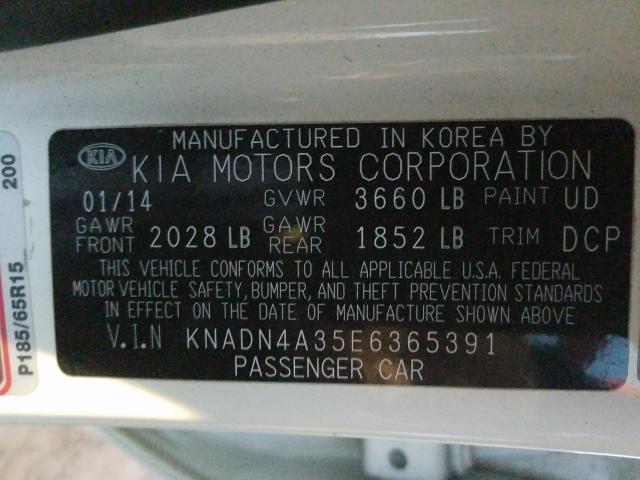 MANUFACTURED IN KOREA BY
KIA KIA MOTORS CORPORATION
01/14 GVWR 3660 LB PAINT UD
GAWR FRONT 2028 LB GAWR REAR 1852 LB TRIM DCP
THIS VEHICLE CONFORMS TO ALL APPLICABLE U.S.A. FEDERAL
MOTOR VEHICLE SAFETY, BUMPER, AND THEFT PREVENTION STANDARDS
IN EFFECT ON THE DATE OF MANUFACTURE SHOWN ABOVE
V.I.N KNADN4A35E6365391
PASSENGER CAR
P185/65R15 200